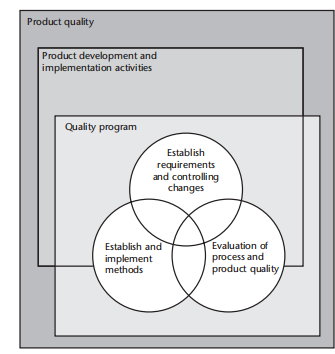 Product quality
Product development and
implementation activities
Quality program
Establish
requirements
and controlling
changes
Establish and
implement
methods
Evaluation of
process and
product quality